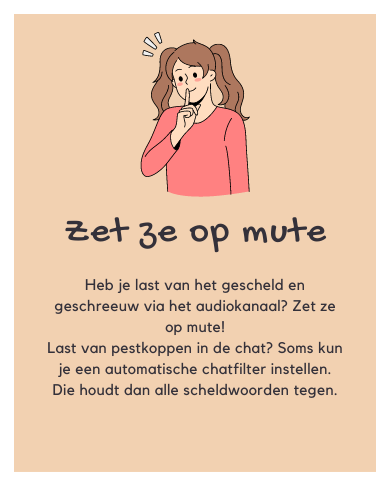 Zet ze op mute
Heb je last van het gescheld en
geschreeuw via het audiokanaal? Zet ze
op mute!
Last van pestkoppen in de chat? Soms kun
je een automatische chatfilter instellen.
Die houdt dan alle scheldwoorden tegen.